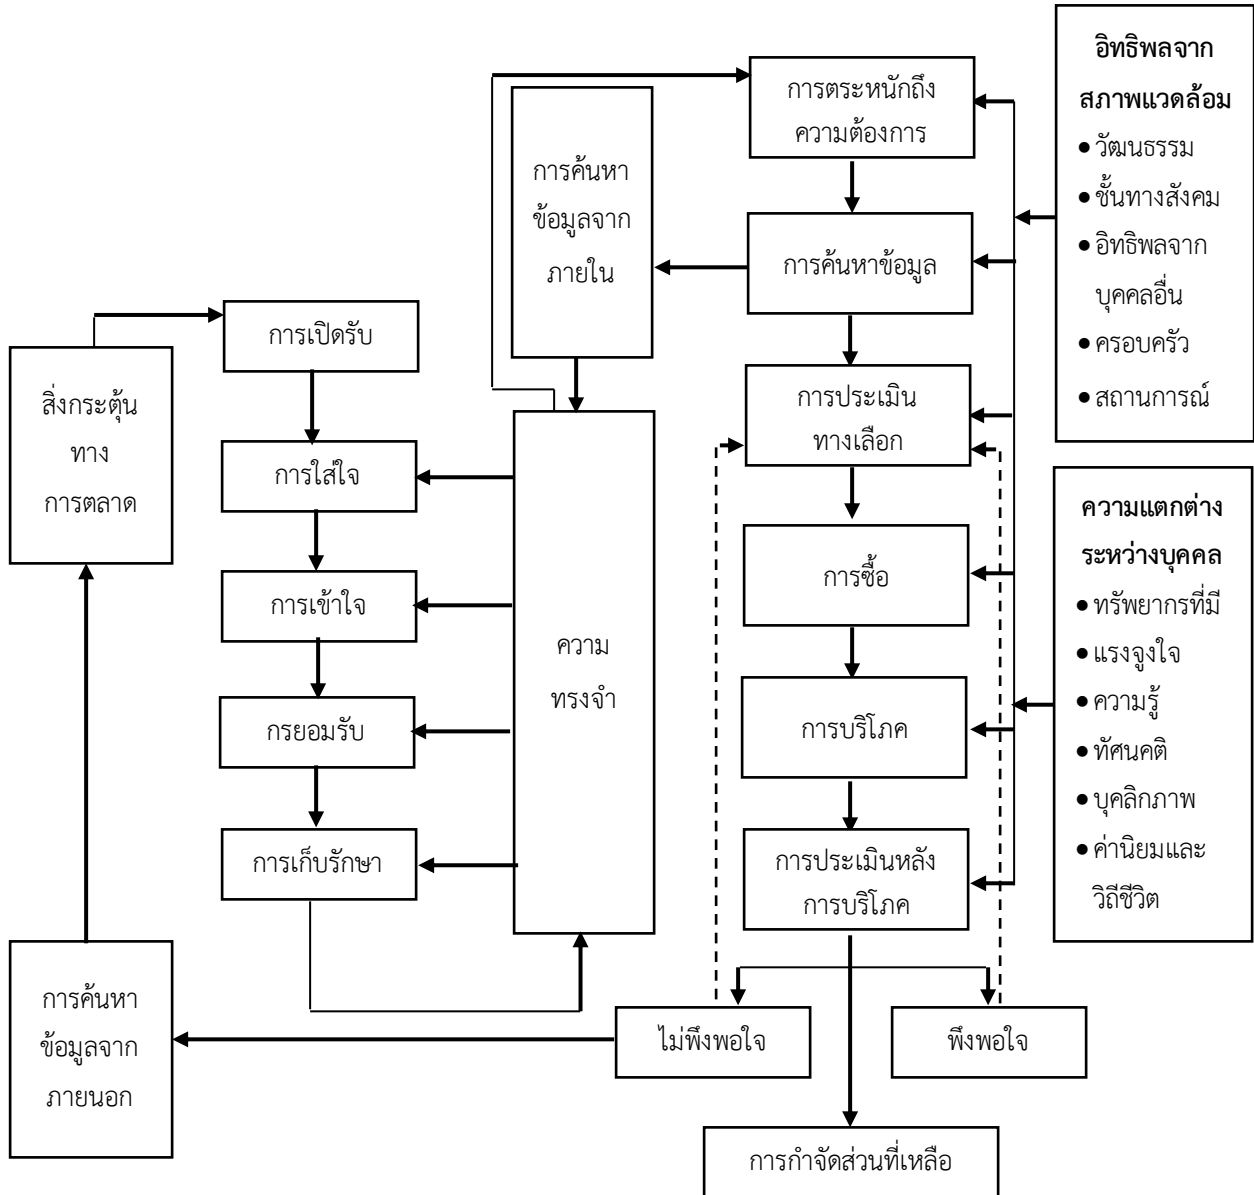 การตระหนักถึง
ความต้องการ
การค้นหา
ข้อมูลจาก
ภายใน
การค้นหาข้อมูล
การเปิดรับ
สิ่งกระตุ้น
ทาง
การตลาด
การใส่ใจ
การเข้าใจ
กรยอมรับ
การเก็บรักษา
ความ
ทรงจำ
การประเมิน
ทางเลือก
การซื้อ
การบริโภค
การประเมินหลัง
การบริโภค
ไม่พึงพอใจ
พึงพอใจ
การค้นหา
ข้อมูลจาก
ภายนอก
การกำจัดส่วนที่เหลือ
อิทธิพลจาก
สภาพแวดล้อม
• วัฒนธรรม
• ชั้นทางสังคม
• อิทธิพลจาก
บุคคลอื่น
• ครอบครัว
• สถานการณ์
ความแตกต่าง
ระหว่างบุคคล
• ทรัพยากรที่มี
• แรงจูงใจ
• ความรู้
• ทัศนคติ
• บุคลิกภาพ
• ค่านิยมและ
วิถีชีวิต